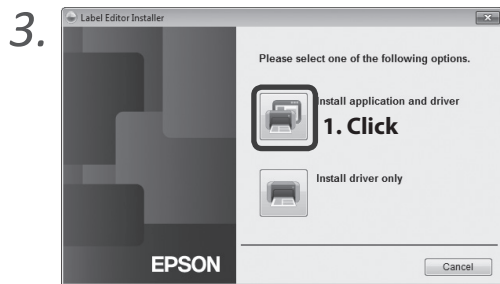 3.
Label Editor Installer
Please select one of the following options.
Install application and driver
1. Click
Install driver only
EPSON
Cancel